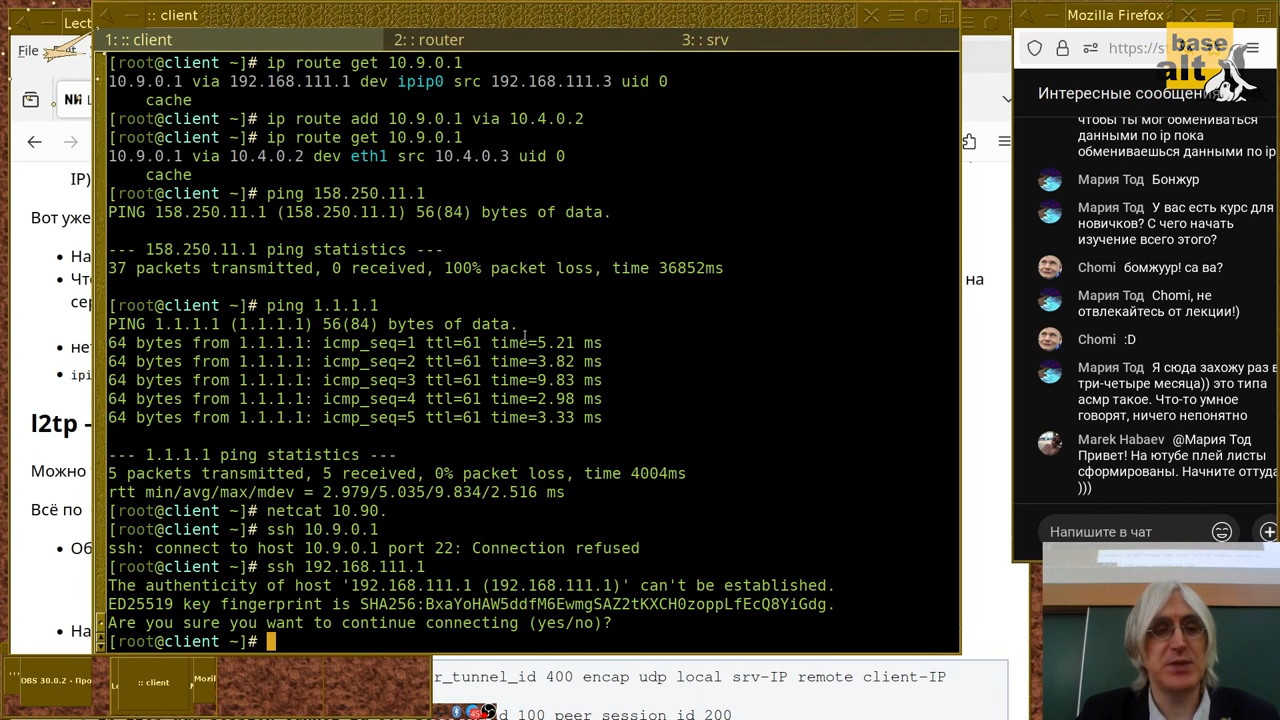 Lect
:: client
Mozilla Firefox
File
1: :: client
2: :: router
3: :: srv
https://s
base
alt
[root@client ~]# ip route get 10.9.0.1
10.9.0.1 via 192.168.111.1 dev ipip0 src 192.168.111.3 uid 0
cache
[root@client ~]# ip route add 10.9.0.1 via 10.4.0.2
[root@client ~]# ip route get 10.9.0.1
10.9.0.1 via 10.4.0.2 dev eth1 src 10.4.0.3 uid 0
cache
[root@client ~]# ping 158.250.11.1
PING 158.250.11.1 (158.250.11.1) 56(84) bytes of data.
--- 158.250.11.1 ping statistics ---
37 packets transmitted, 0 received, 100% packet loss, time 36852ms
[root@client ~]# ping 1.1.1.1
PING 1.1.1.1 (1.1.1.1) 56(84) bytes of data.
64 bytes from 1.1.1.1: icmp_seq=1 ttl=61 time=5.21 ms
64 bytes from 1.1.1.1: icmp_seq=2 ttl=61 time=3.82 ms
64 bytes from 1.1.1.1: icmp_seq=3 ttl=61 time=9.83 ms
64 bytes from 1.1.1.1: icmp_seq=4 ttl=61 time=2.98 ms
64 bytes from 1.1.1.1: icmp_seq=5 ttl=61 time=3.33 ms
--- 1.1.1.1 ping statistics ---
5 packets transmitted, 5 received, 0% packet loss, time 4004ms
rtt min/avg/max/mdev = 2.979/5.035/9.834/2.516 ms
[root@client ~]# netcat 10.90.
[root@client ~]# ssh 10.9.0.1
ssh: connect to host 10.9.0.1 port 22: Connection refused
[root@client ~]# ssh 192.168.111.1
The authenticity of host '192.168.111.1 (192.168.111.1)' can't be established.
ED25519 key fingerprint is SHA256:BxaYoHAW5ddfM6EwmgSAZ2tKXCH0zoppLfEcQ8YiGdg.
Are you sure you want to continue connecting (yes/no)?
[root@client ~]#
IP)
Вот уже
На
Что
сер
нет
ipi
l2tp -
Можно
Всё по
Об
На
на
Интересные сообщения
чтобы ты мог обмениваться
данными по ip пока
обмениваешься данными по ip
Мария Тод Бонжур
Мария Тод У вас есть курс для
новичков? С чего начать
изучение всего этого?
Chomi бомжуур! са ва?
Мария Тод Chomi, не
отвлекайтесь от лекции!)
Chomi :D
Мария Тод Я сюда захожу раз в
три-четыре месяца)) это типа
асмр такое. Что-то умное
говорят, ничего непонятно
Marek Habaev @Мария Тод
Привет! На ютубе плей листы
сформированы. Начните оттуда
)))
Напишите в чат
OBS 30.0.2 - Про
:: client
Mozil
r_tunnel_id 400 encap udp local srv-IP remote client-IP
45
id 100 peer_session_id 200